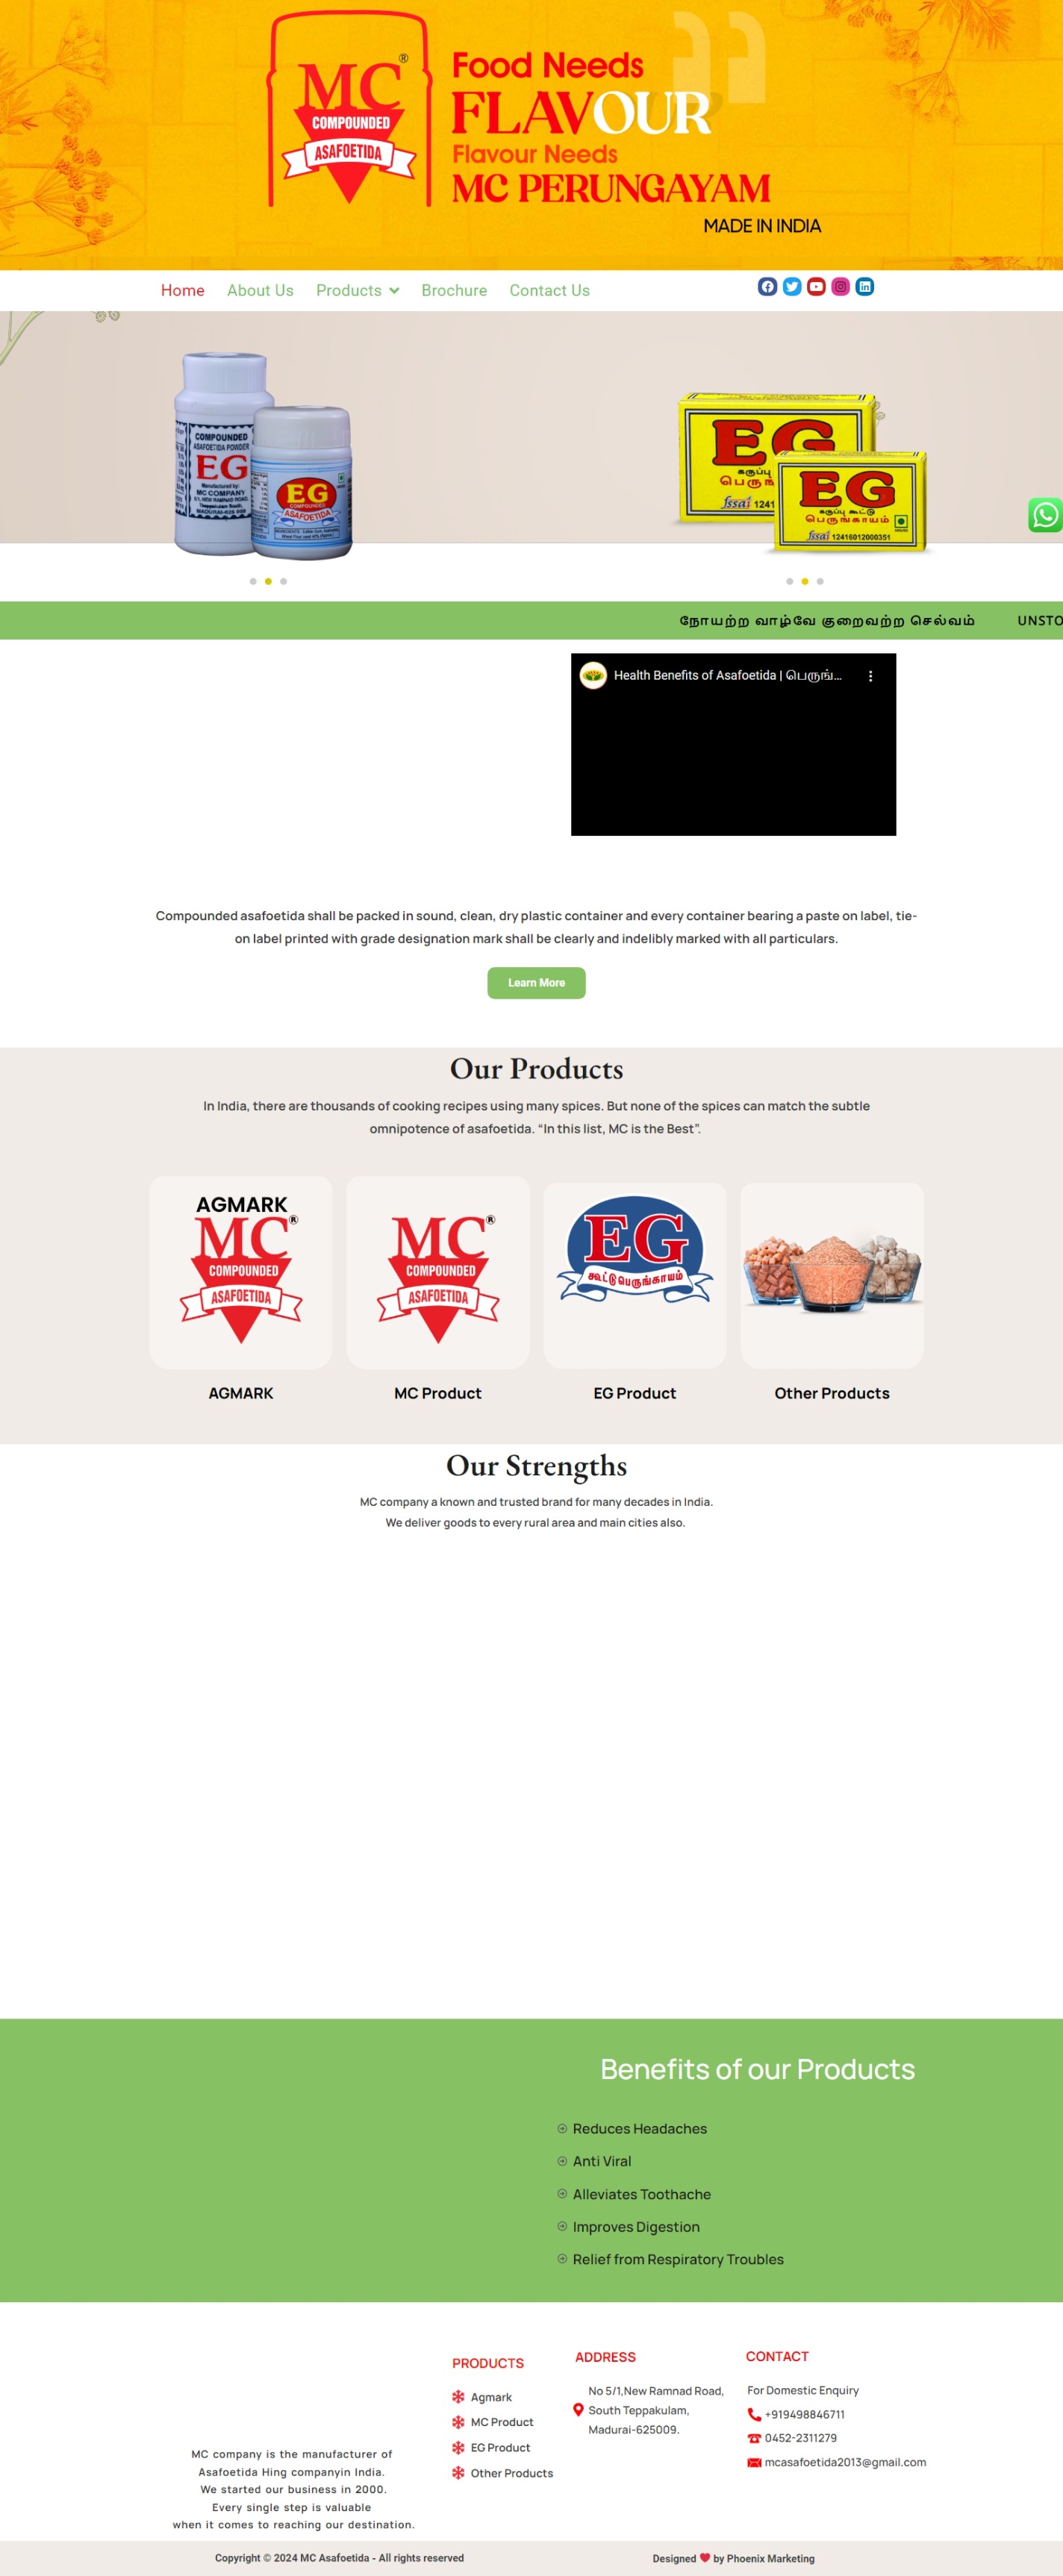 MC
®
COMPOUNDED
ASAFOETIDA
Food Needs
FLAVOUR
Flavour Needs
MC PERUNGAYAM
MADE IN INDIA
Home
About Us
Products
Brochure
Contact Us
COMPOUNDED
ASAFOETIDA POWDER
EG
Manufactured by:
MC COMPANY
EG
COMPOUNDED
ASAFOETIDA
EG
கருப்பு
fssai 1241
EG
கருப்பு கூட்டு
பெருங்காயம்
fssai 12416012000351
நோயற்ற வாழ்வே குறைவற்ற செல்வம்
UNSTO
Health Benefits of Asafoetida | பெருங்...
Compounded asafoetida shall be packed in sound, clean, dry plastic container and every container bearing a paste on label, tie-
on label printed with grade designation mark shall be clearly and indelibly marked with all particulars.
Learn More
Our Products
In India, there are thousands of cooking recipes using many spices. But none of the spices can match the subtle
omnipotence of asafoetida. “In this list, MC is the Best”.
AGMARK
MC
®
COMPOUNDED
ASAFOETIDA
MC
®
COMPOUNDED
ASAFOETIDA
EG
கூட்டு பெருங்காயம்
AGMARK
MC Product
EG Product
Other Products
Our Strengths
MC company a known and trusted brand for many decades in India.
We deliver goods to every rural area and main cities also.
Benefits of our Products
Reduces Headaches
Anti Viral
Alleviates Toothache
Improves Digestion
Relief from Respiratory Troubles
MC company is the manufacturer of
Asafoetida Hing companyin India.
We started our business in 2000.
Every single step is valuable
when it comes to reaching our destination.
PRODUCTS
Agmark
MC Product
EG Product
Other Products
ADDRESS
No 5/1,New Ramnad Road,
South Teppakulam,
Madurai-625009.
CONTACT
For Domestic Enquiry
+919498846711
0452-2311279
mcasafoetida2013@gmail.com
Copyright © 2024 MC Asafoetida - All rights reserved
Designed ❤ by Phoenix Marketing